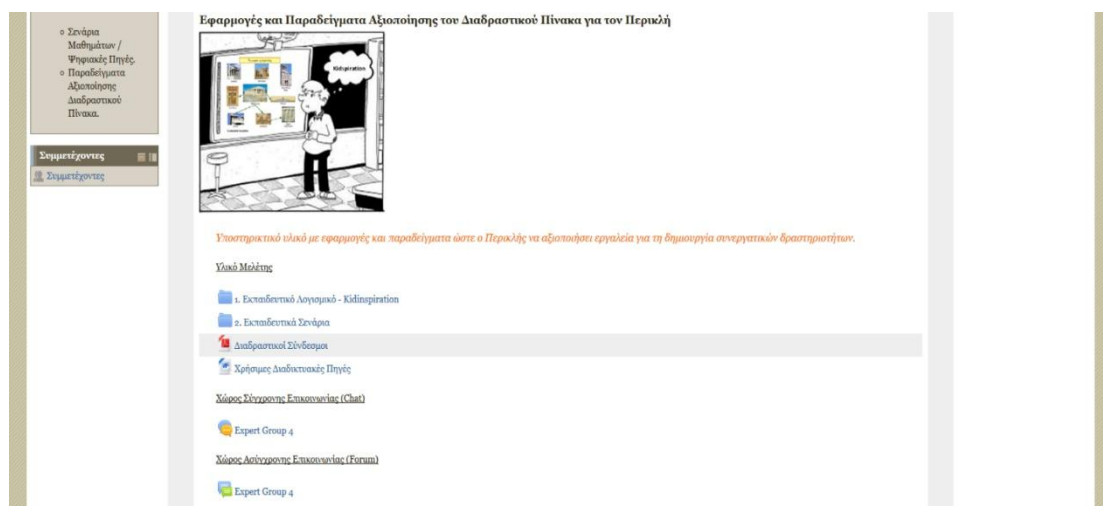 Σενάρια
Μαθημάτων /
Ψηφιακές Πηγές.
Παραδείγματα
Αξιοποίησης
Διαδραστικού
Πίνακα.
Συμμετέχοντες
Συμμετέχοντες
Εφαρμογές και Παραδείγματα Αξιοποίησης του Διαδραστικού Πίνακα για τον Περικλή
Kidspiration
Υποστηρικτικό υλικό με εφαρμογές και παραδείγματα ώστε ο Περικλής να αξιοποιήσει εργαλεία για τη δημιουργία συνεργατικών δραστηριοτήτων.
Υλικό Μελέτης
1. Εκπαιδευτικό Λογισμικό - Kidinspiration
2. Εκπαιδευτικά Σενάρια
Διαδραστικοί Σύνδεσμοι
Χρήσιμες Διαδικτυακές Πηγές
Χώρος Σύγχρονης Επικοινωνίας (Chat)
Expert Group 4
Χώρος Ασύγχρονης Επικοινωνίας (Forum)
Expert Group 4